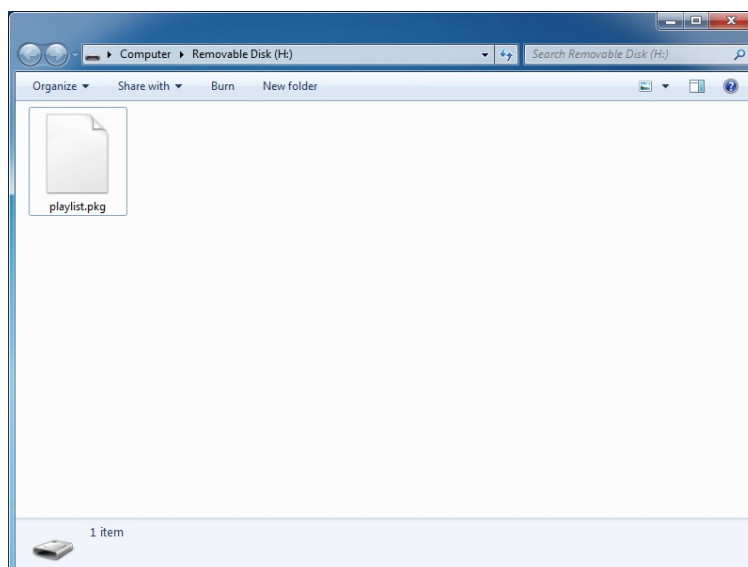 Computer Removable Disk (H:)
Search Removable Disk (H:)
Organize Share with Burn New folder
playlist.pkg
1 item